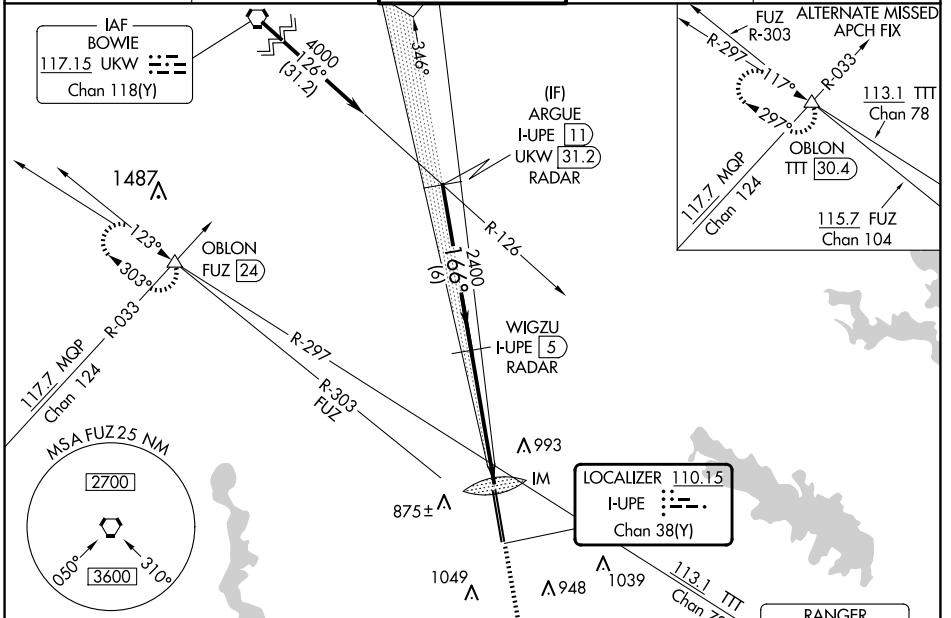 IAF
BOWIE
117.15 UKW
Chan 118(Y)
4000
126°
(31.2)
346°
(IF)
ARGUE
I-UPE 11
UKW 31.2
RADAR
FUZ
R-303
ALTERNATE MISSED
APCH FIX
R-297
117°
R-033
297°
113.1 TTT
Chan 78
OBLON
TTT 30.4
117.7 MQP
Chan 124
115.7 FUZ
Chan 104
1487
123°
303°
OBLON
FUZ 24
R-033
117.7 MQP
Chan 124
R-126
2400
166°
(6)
WIGZU
I-UPE 5
RADAR
R-297
R-303
FUZ
MSA FUZ 25 NM
2700
050°
310°
3600
993
IM
875±
LOCALIZER 110.15
I-UPE
Chan 38(Y)
1049
948
1039
113.1 TTT
RANGER